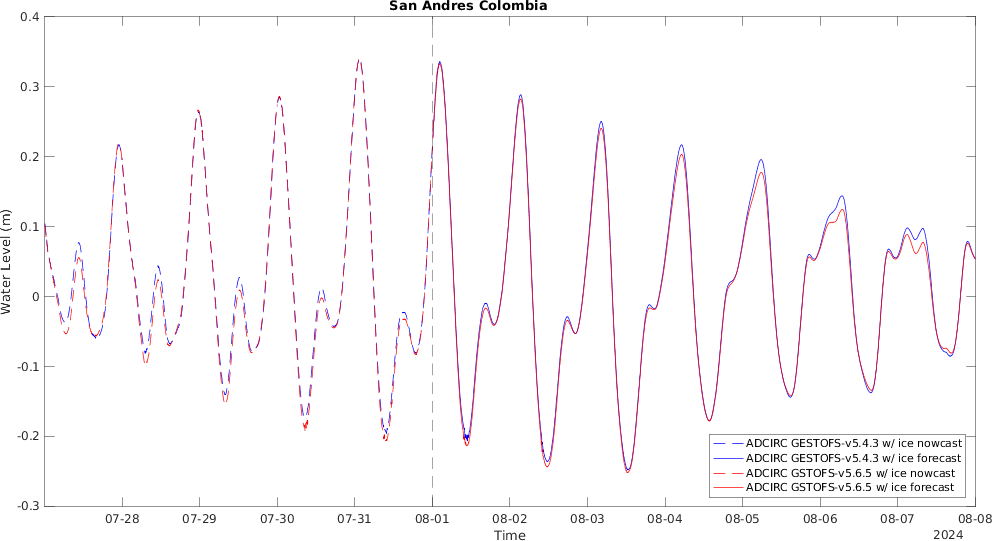 San Andres Colombia
0.4
0.3
0.2
0.1
0
-0.1
-0.2
-0.3
Water Level (m)
ADCIRC GESTOFS-v5.4.3 w/ ice nowcast
ADCIRC GESTOFS-v5.4.3 w/ ice forecast
ADCIRC GSTOFS-v5.6.5 w/ ice nowcast
ADCIRC GSTOFS-v5.6.5 w/ ice forecast
07-28 07-29 07-30 07-31 08-01 08-02 08-03 08-04 08-05 08-06 08-07 08-08
Time
2024